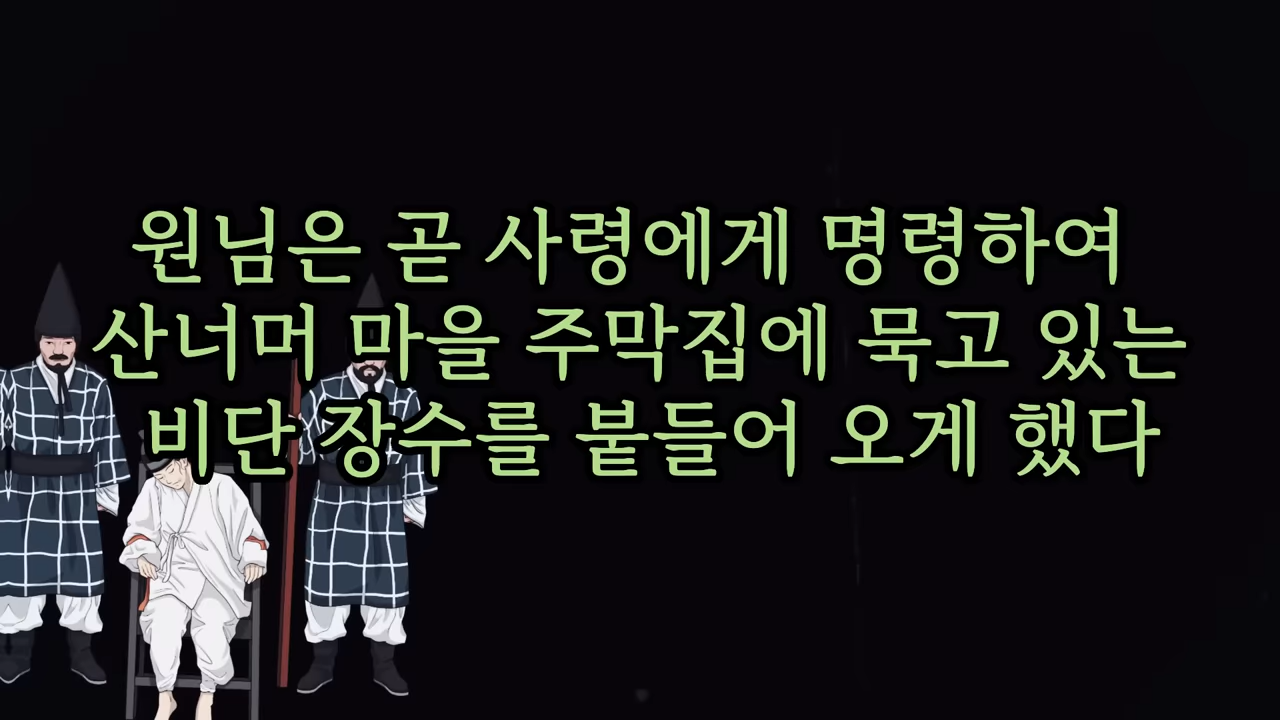 원님은 곧 사령에게 명령하여
산너머 마을 주막집에 묵고 있는
비단 장수를 붙들어 오게 했다